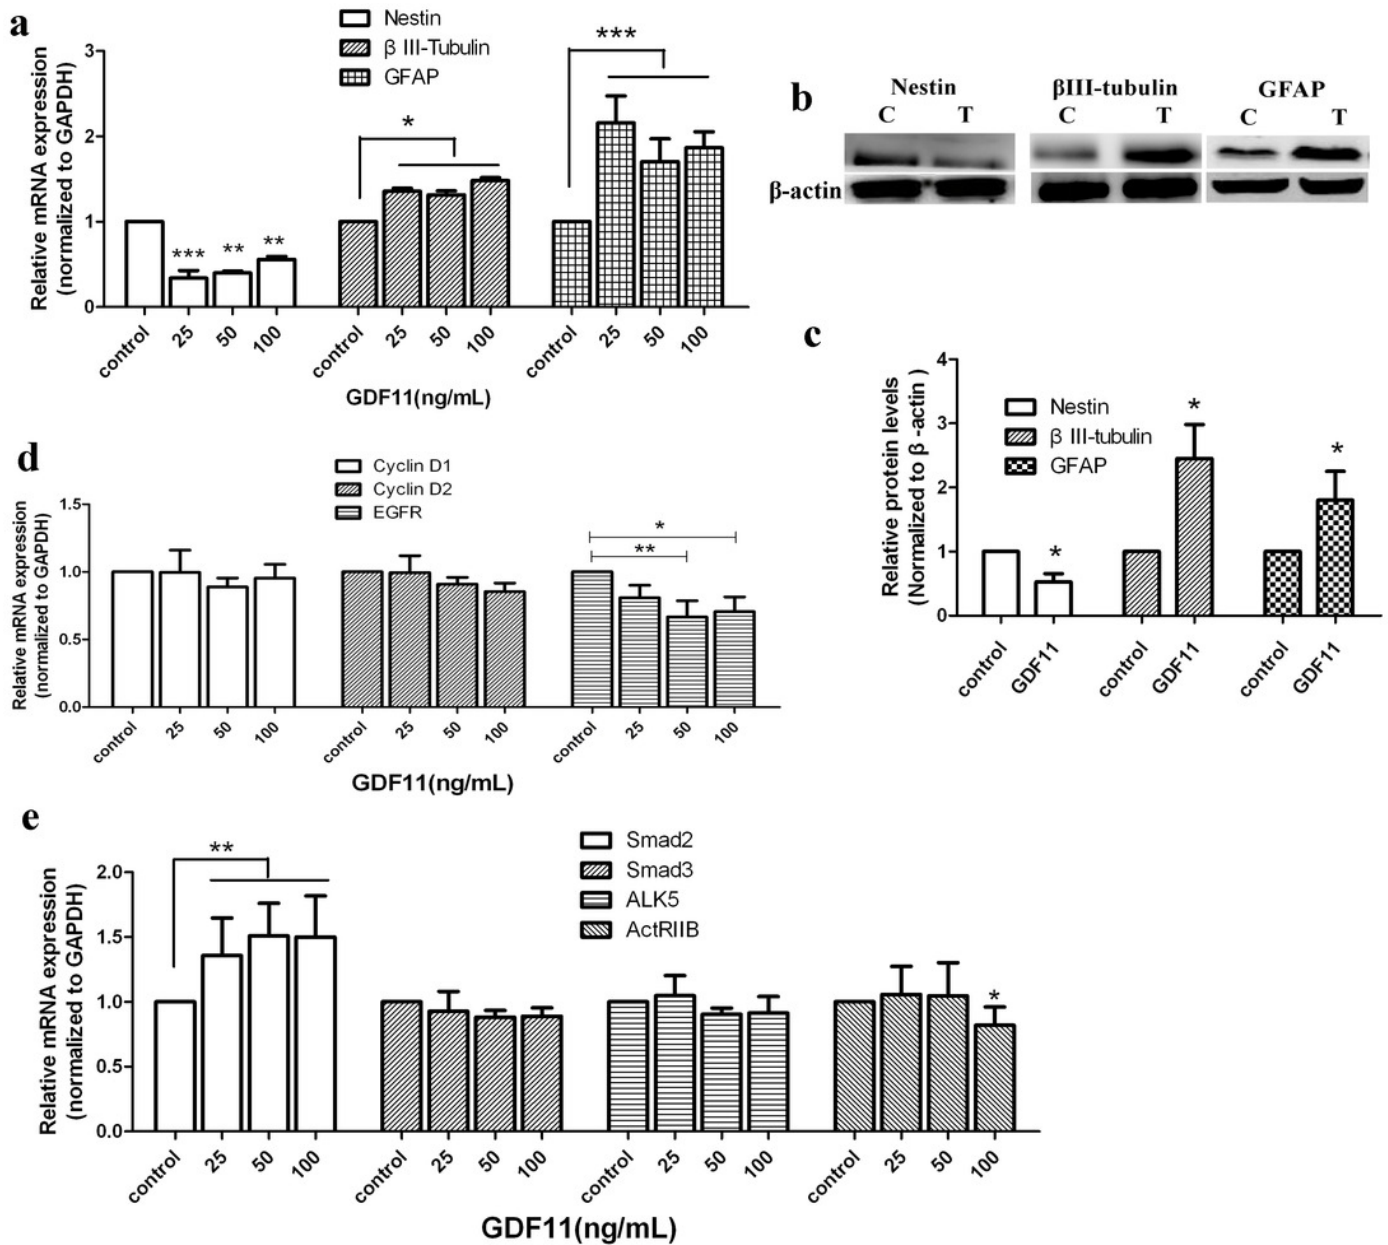 a
Nestin
β III-Tubulin
GFAP
Relative mRNA expression
(normalized to GAPDH)
3
2
1
0
*** ** **
*
***
control 25 50 100 control 25 50 100 control 25 50 100
GDF11(ng/mL)
b
Nestin βIII-tubulin GFAP
C T C T C T
β-actin
c
Relative protein levels
(Normalized to β -actin )
4
3
2
1
0
Nestin
β III-tubulin
GFAP
* * *
control GDF11 control GDF11 control GDF11
d
Cyclin D1
Cyclin D2
EGFR
Relative mRNA expression
(normalized to GAPDH)
1.5
1.0
0.5
0.0
*
**
control 25 50 100 control 25 50 100 control 25 50 100
GDF11(ng/mL)
e
Smad2
Smad3
ALK5
ActRIIB
Relative mRNA expression
(normalized to GAPDH)
2.0
1.5
1.0
0.5
0.0
**
*
control 25 50 100 control 25 50 100 control 25 50 100 control 25 50 100
GDF11(ng/mL)